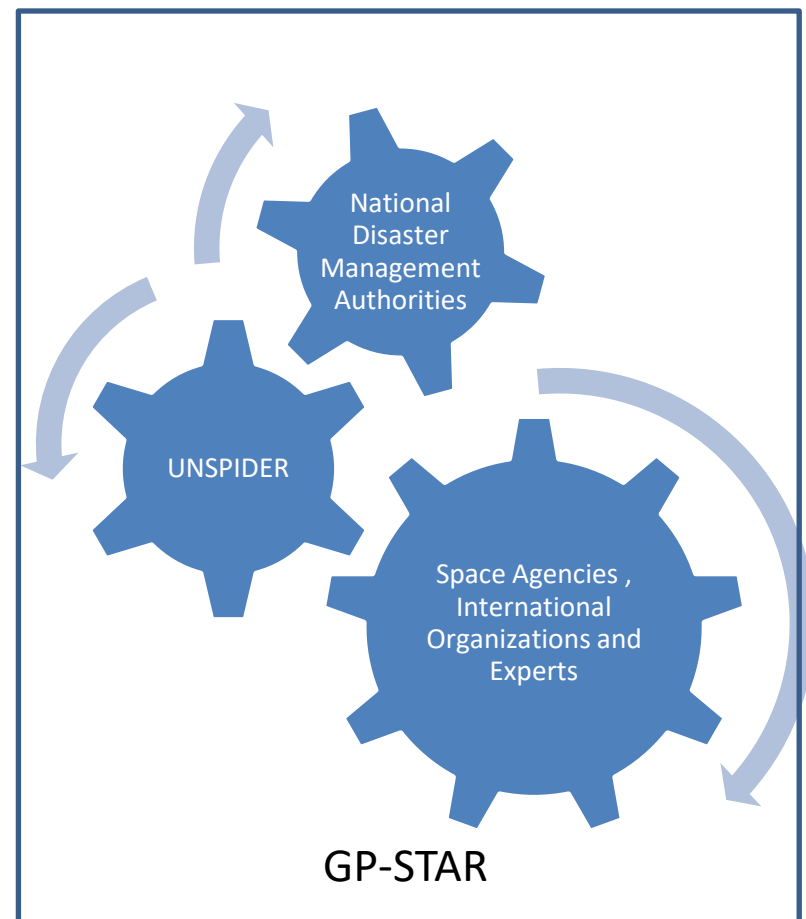 National
Disaster
Management
Authorities
UNSPIDER
Space Agencies ,
International
Organizations and
Experts
GP-STAR